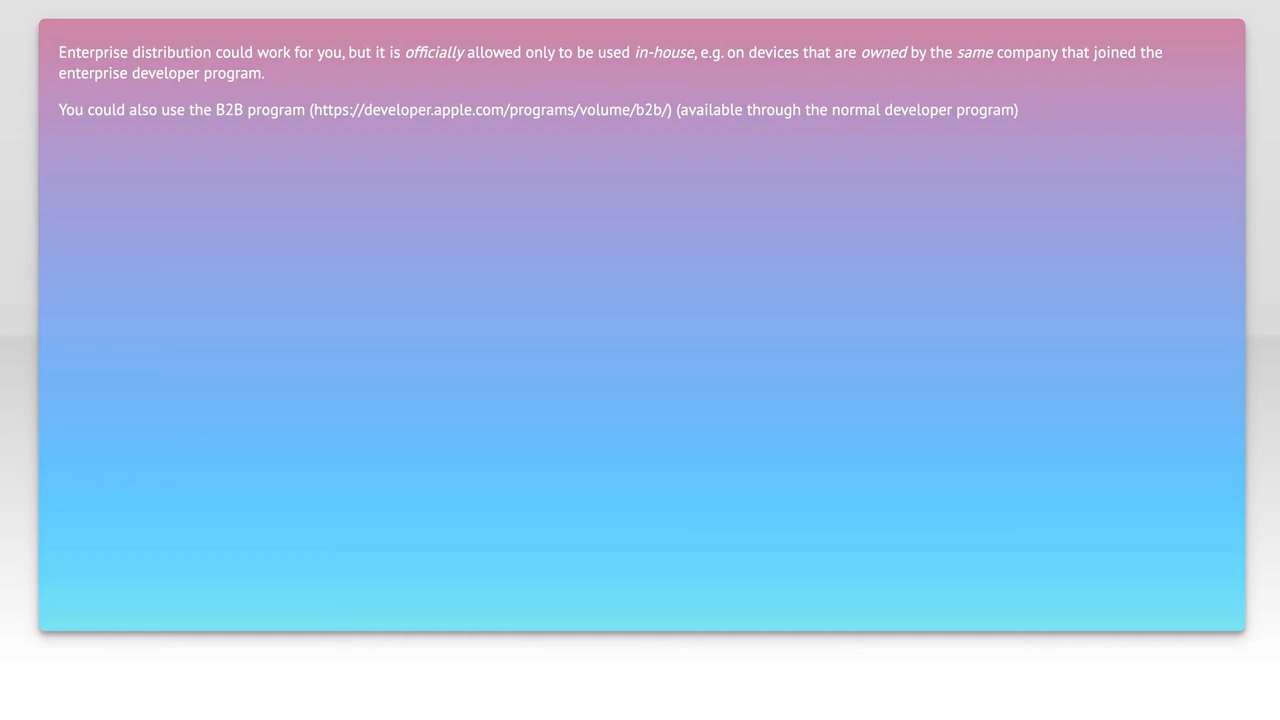 Enterprise distribution could work for you, but it is officially allowed only to be used in-house, e.g. on devices that are owned by the same company that joined the
enterprise developer program.
You could also use the B2B program (https://developer.apple.com/programs/volume/b2b/) (available through the normal developer program)